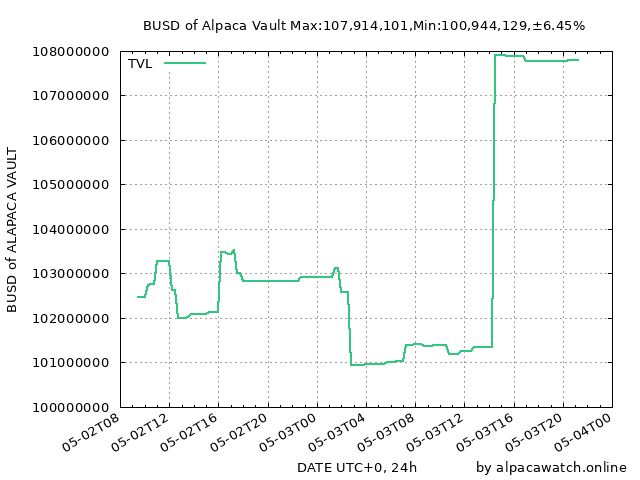 BUSD of Alpaca Vault Max:107,914,101,Min:100,944,129,±6.45%
TVL
108000000
107000000
106000000
105000000
104000000
103000000
102000000
101000000
100000000
BUSD of ALAPACA VAULT
05-02T08
05-02T12
05-02T16
05-02T20
05-03T00
05-03T04
05-03T08
05-03T12
05-03T16
05-03T20
05-04T00
DATE UTC+0, 24h
by alpacawatch.online